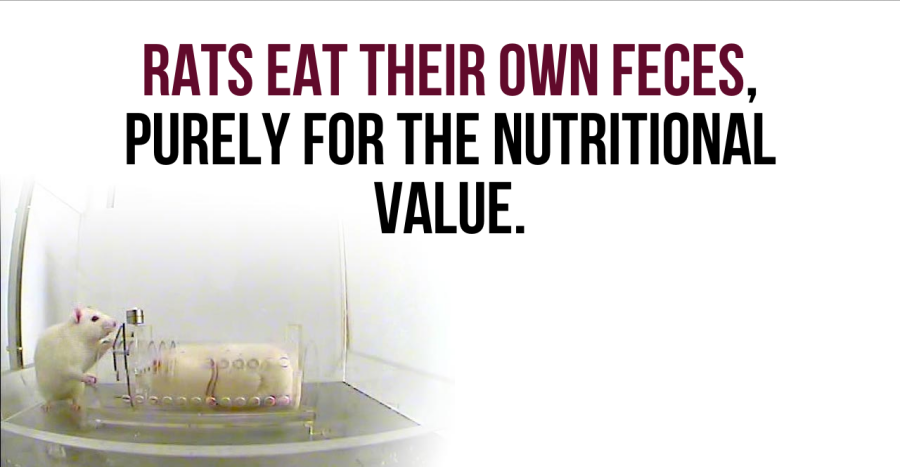 RATS EAT THEIR OWN FECES,
PURELY FOR THE NUTRITIONAL
VALUE.